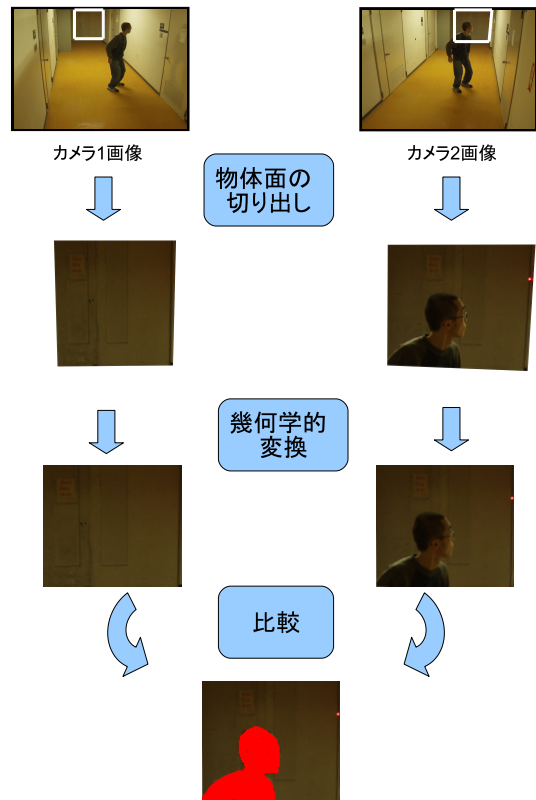 カメラ1画像
カメラ2画像
物体面の
切り出し
幾何学的
変換
比較